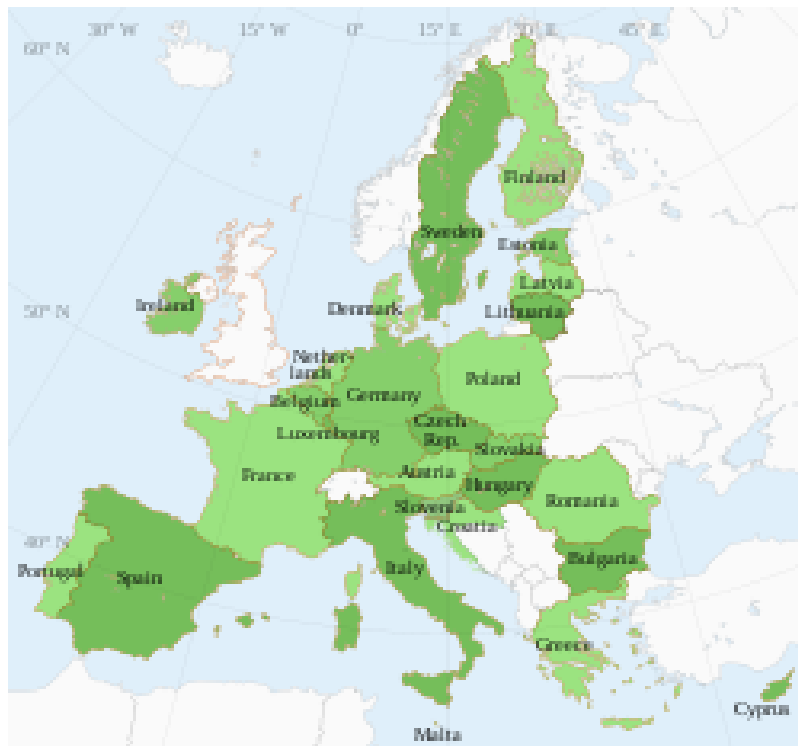 30° W
15° W
0°
15° E
30° E
45° E
60° N
Finland
Sweden
Estonia
Latvia
Ireland
Denmark
Lithuania
50° N
Nether-
lands
Poland
Germany
Belgium
Czech
Rep.
Luxembourg
Slovakia
France
Austria
Hungary
Romania
Slovenia
Croatia
40° N
Bulgaria
Portugal
Spain
Italy
Greece
Cyprus
Malta